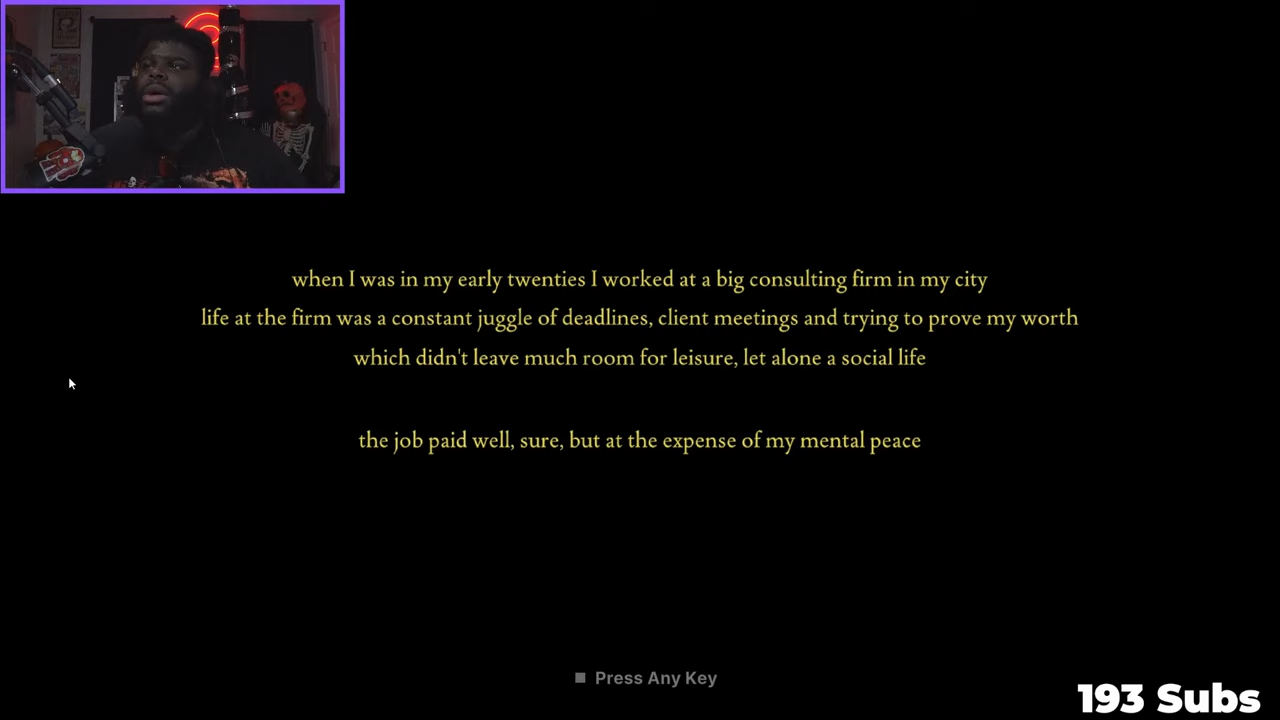 when I was in my early twenties I worked at a big consulting firm in my city
life at the firm was a constant juggle of deadlines, client meetings and trying to prove my worth
which didn't leave much room for leisure, let alone a social life
the job paid well, sure, but at the expense of my mental peace
Press Any Key
193 Subs